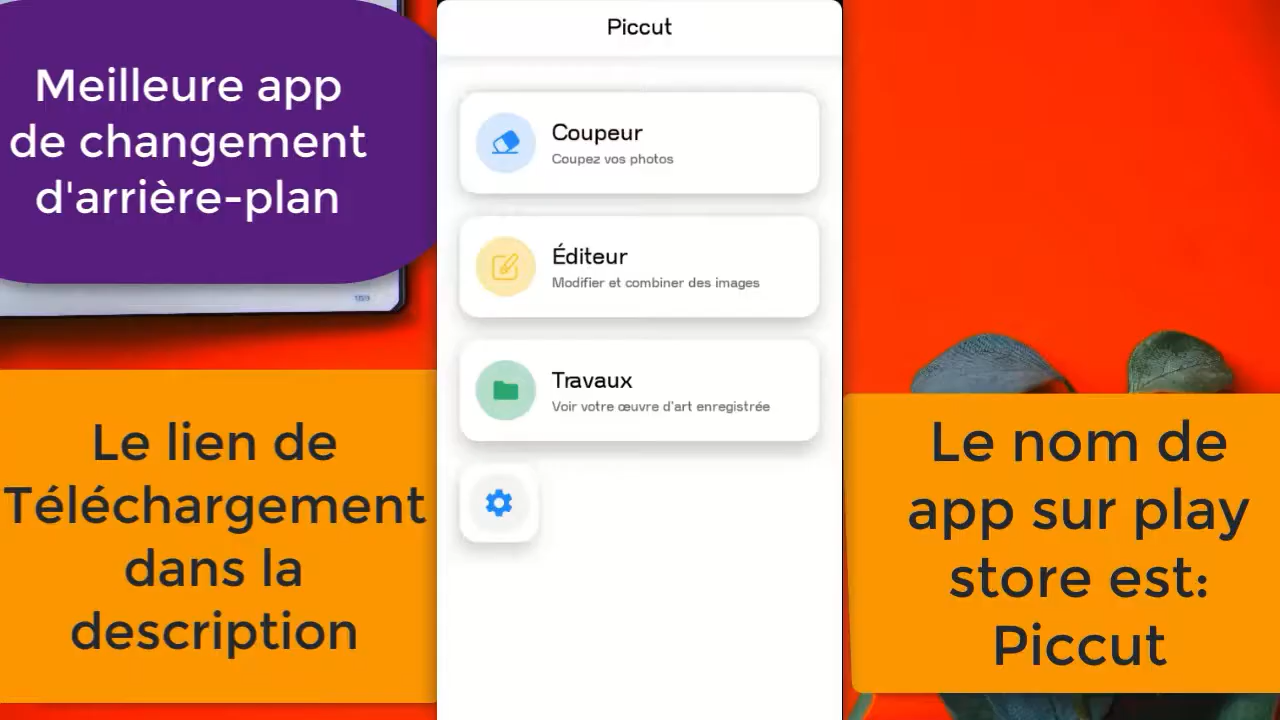 Meilleure app
de changement
d'arrière-plan
Le lien de
Téléchargement
dans la
description
Piccut
Coupeur
Coupez vos photos
Éditeur
Modifier et combiner des images
Travaux
Voir votre œuvre d'art enregistrée
Le nom de
app sur play
store est:
Piccut